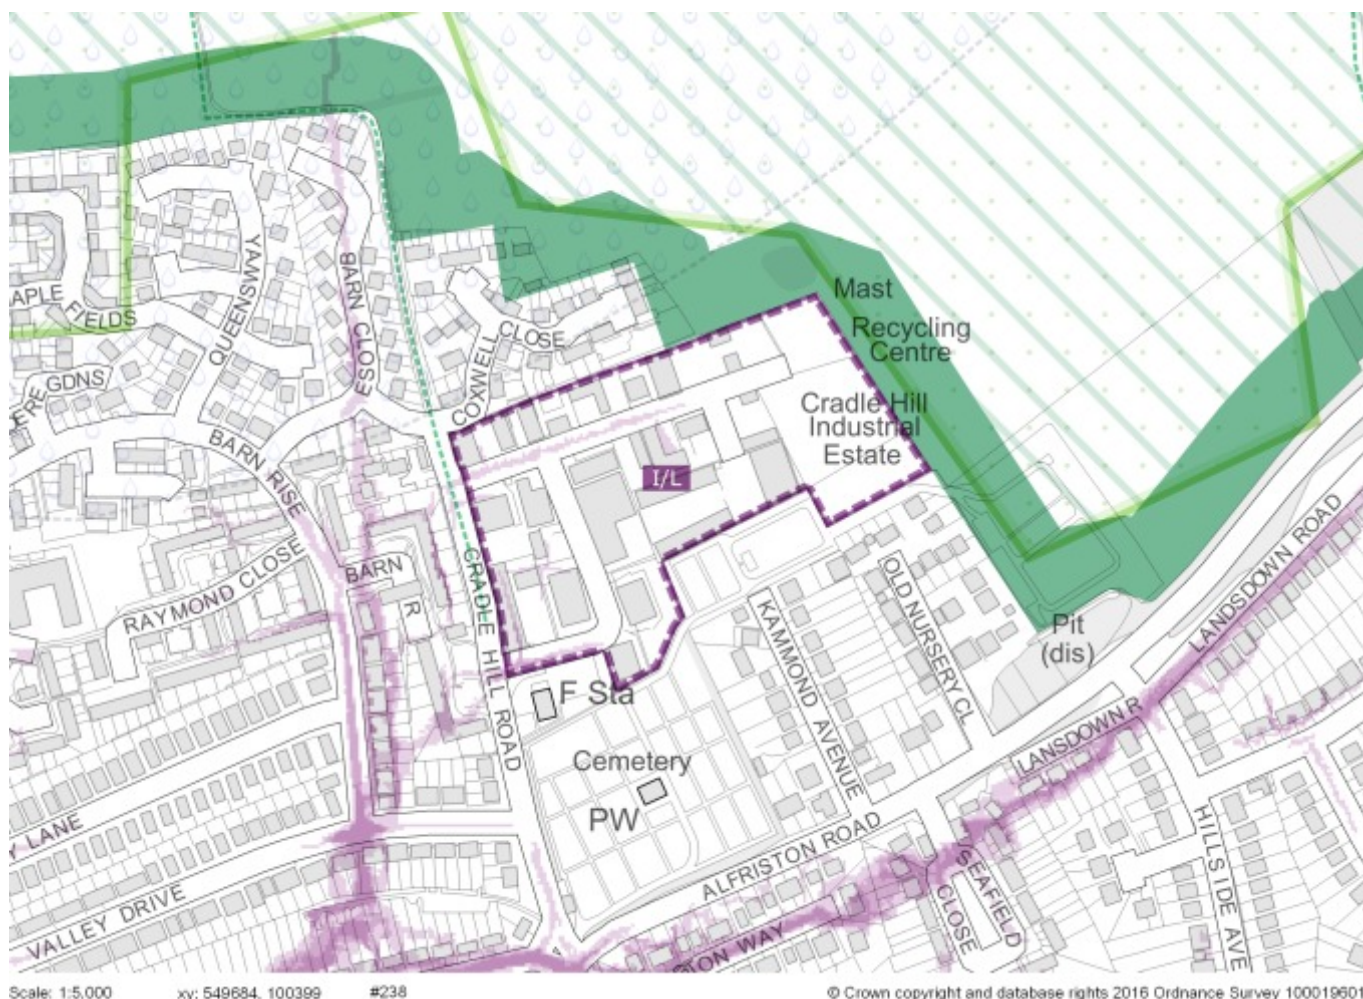 Mast
Recycling
Centre
Cradle Hill
Industrial
Estate
I/L
FIELDS
QUEENSWAY
BARN CLOSE
COXWELL CLOSE
GDNS
BARN RISE
BARN
R
RAYMOND CLOSE
CRADLE HILL ROAD
F Sta
Cemetery
PW
KAMMOND AVENUE
OLD NURSERY CL
Pit
(dis)
LANDSDOWN ROAD
LANSDOWN R
ALFRISTON ROAD
SEAFIELD
CLOSE
HILLSIDE AVE
LANE
VALLEY DRIVE
TON WAY
Scale: 1:5,000
xy: 549684, 100399
#238
© Crown copyright and database rights 2016 Ordnance Survey 100019601